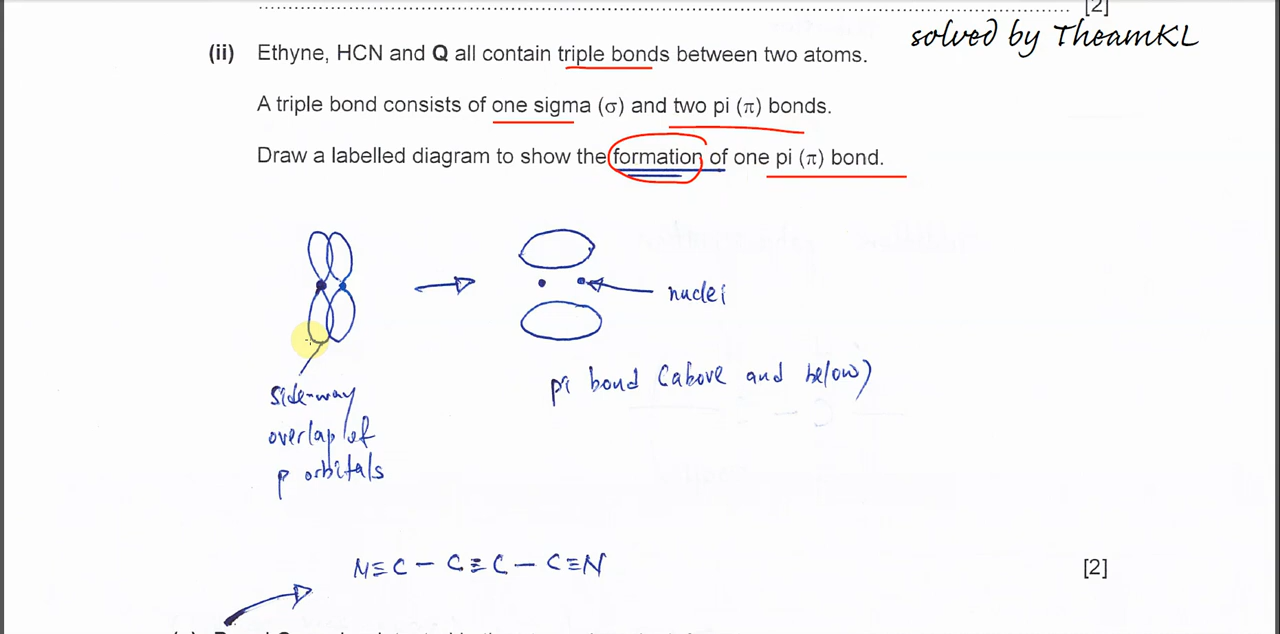 [2]
solved by TheamKL
(ii) Ethyne, HCN and Q all contain triple bonds between two atoms.
A triple bond consists of one sigma (σ) and two pi (π) bonds.
Draw a labelled diagram to show the formation of one pi (π) bond.
nuclei
pi bond (above and below)
side-way
overlap of
p orbitals
N≡C – C≡C – C≡N
[2]